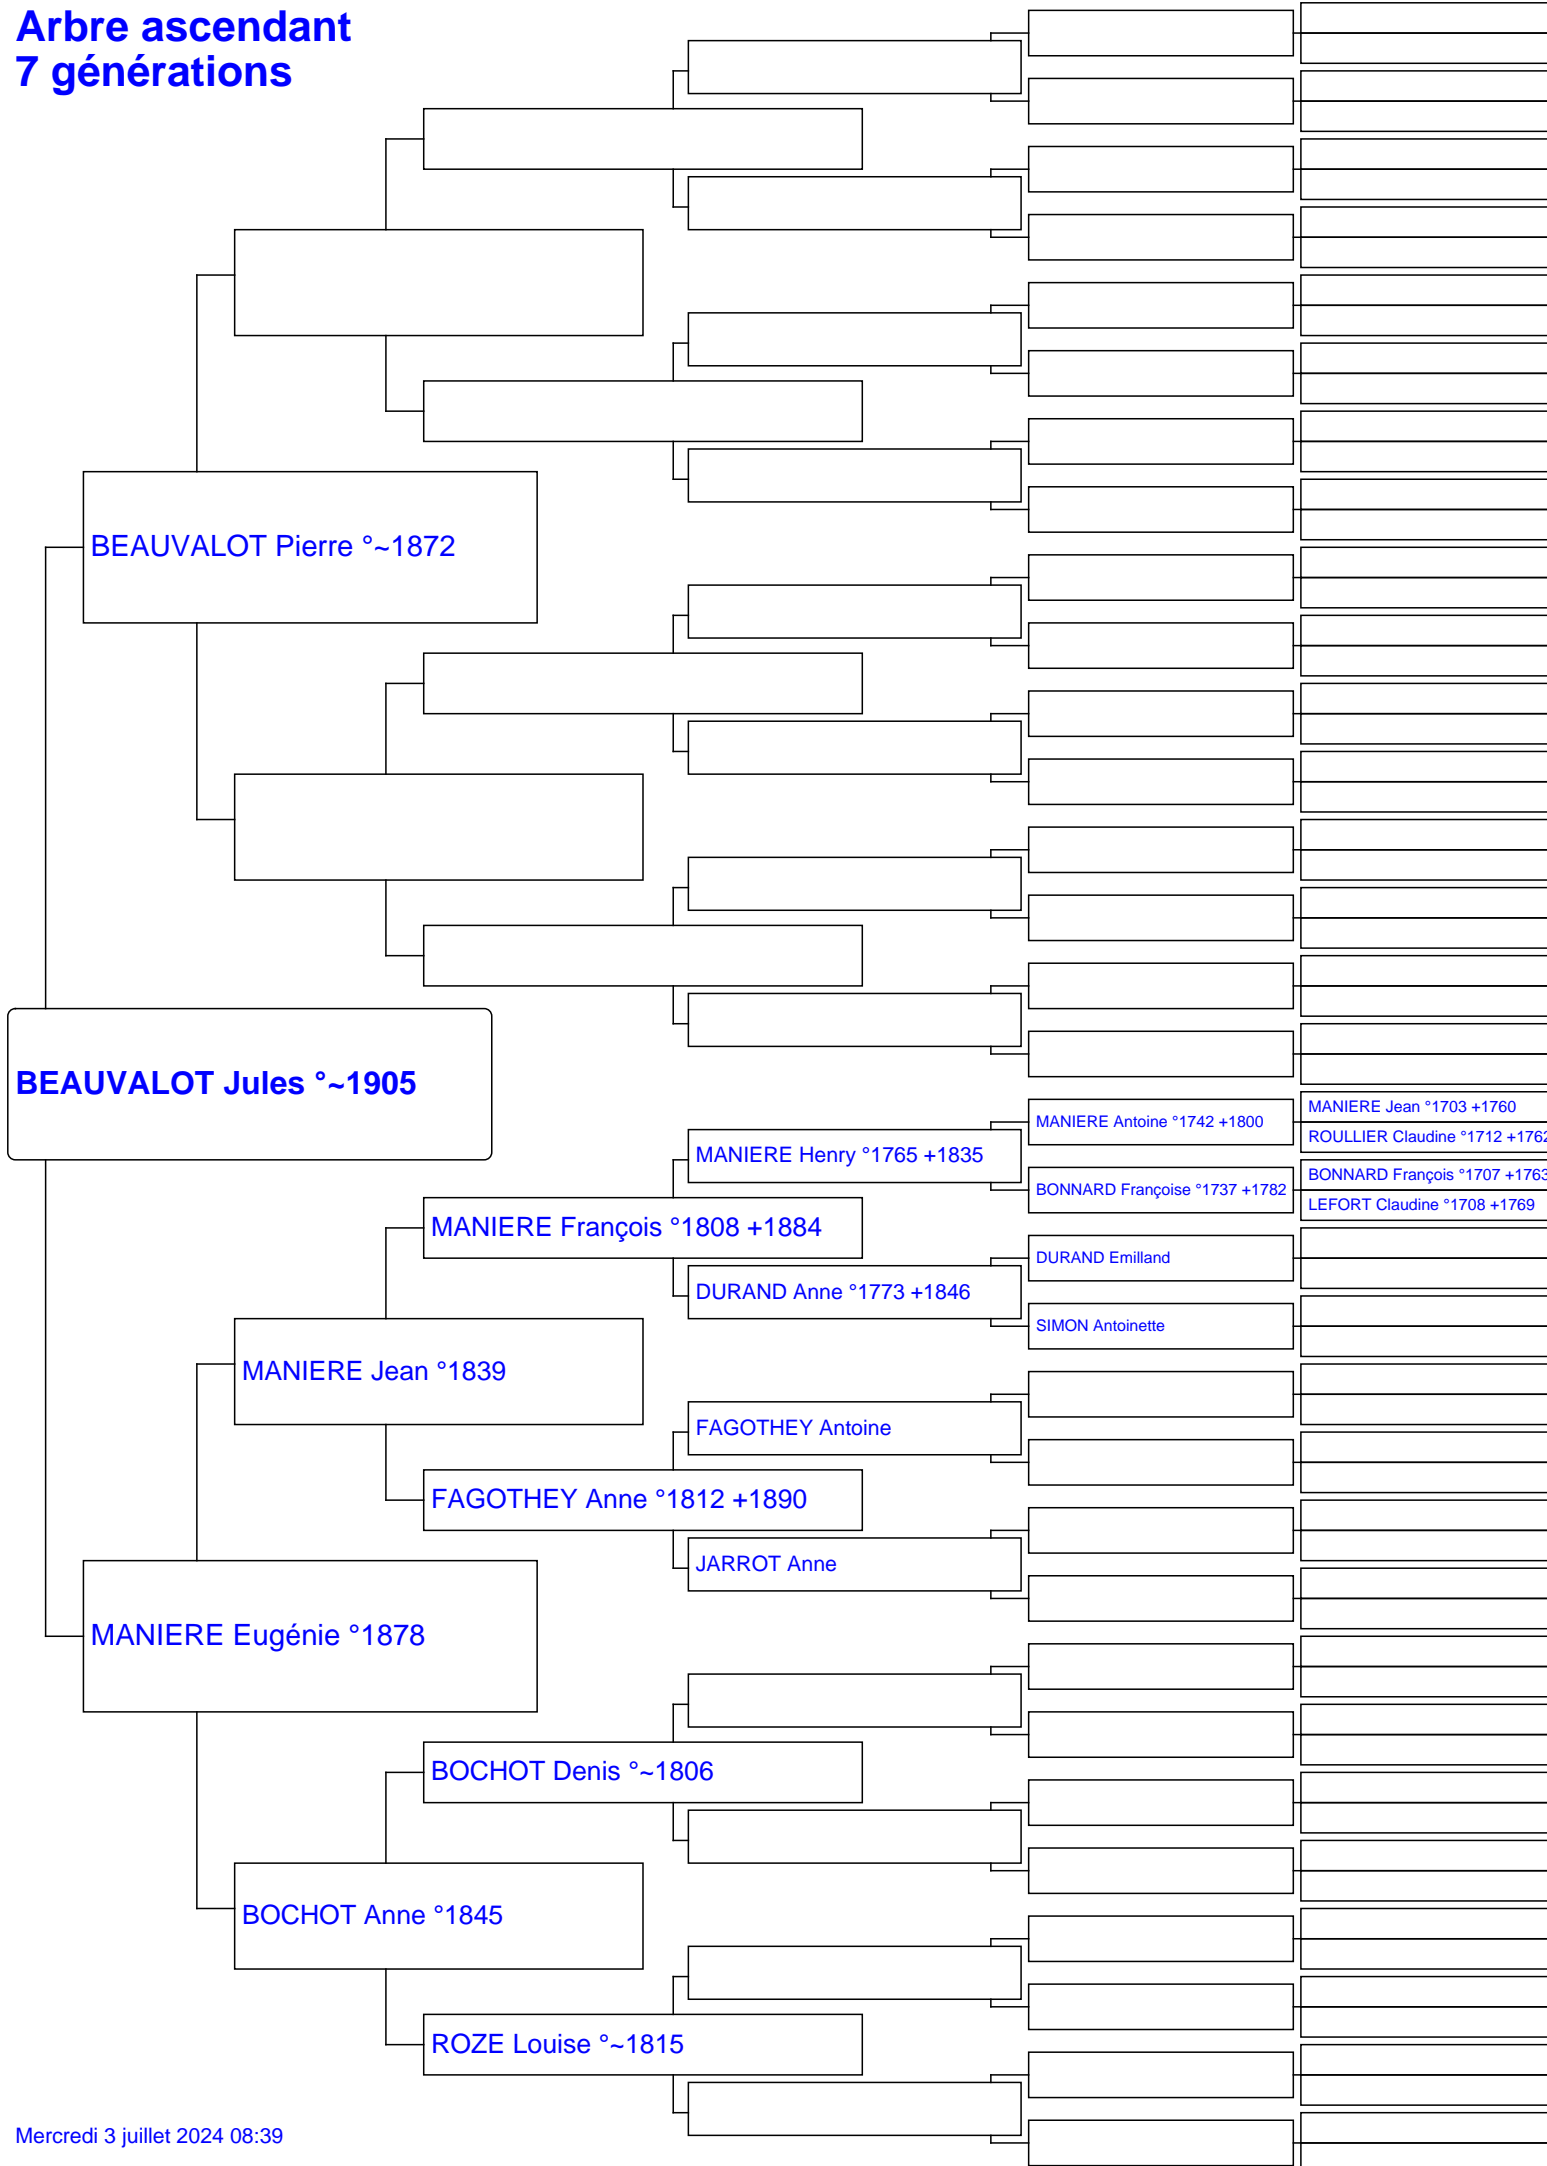 Arbre ascendant
7 générations
BEAUVALOT Pierre °~1872
BEAUVALOT Jules °~1905
MANIERE Antoine °1742 +1800
MANIERE Jean °1703 +1760
ROULLIER Claudine °1712 +1762
MANIERE Henry °1765 +1835
BONNARD Françoise °1737 +1782
BONNARD François °1707 +1763
LEFORT Claudine °1708 +1769
MANIERE François °1808 +1884
DURAND Emilland
DURAND Anne °1773 +1846
SIMON Antoinette
MANIERE Jean °1839
FAGOTHEY Antoine
FAGOTHEY Anne °1812 +1890
JARROT Anne
MANIERE Eugénie °1878
BOCHOT Denis °~1806
BOCHOT Anne °1845
ROZE Louise °~1815
Mercredi 3 juillet 2024 08:39